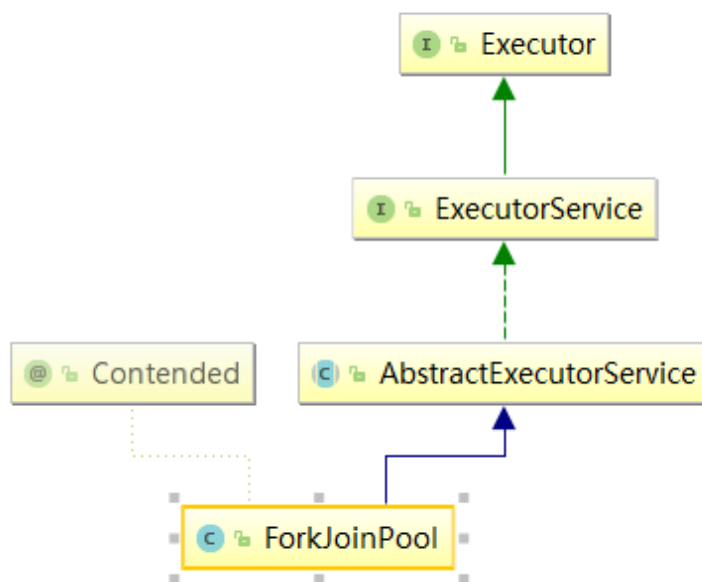 I Executor
I ExecutorService
@ Contended
C AbstractExecutorService
C ForkJoinPool